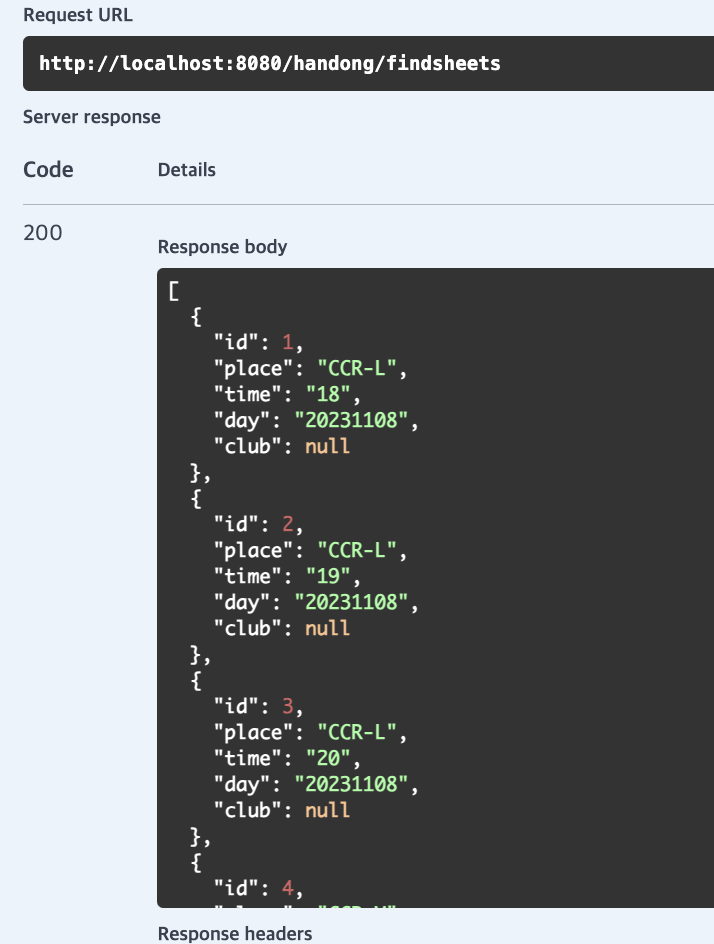 Request URL
http://localhost:8080/handong/findsheets
Server response
Code Details
200
Response body
[
  {
    "id": 1,
    "place": "CCR-L",
    "time": "18",
    "day": "20231108",
    "club": null
  },
  {
    "id": 2,
    "place": "CCR-L",
    "time": "19",
    "day": "20231108",
    "club": null
  },
  {
    "id": 3,
    "place": "CCR-L",
    "time": "20",
    "day": "20231108",
    "club": null
  },
  {
    "id": 4,
Response headers